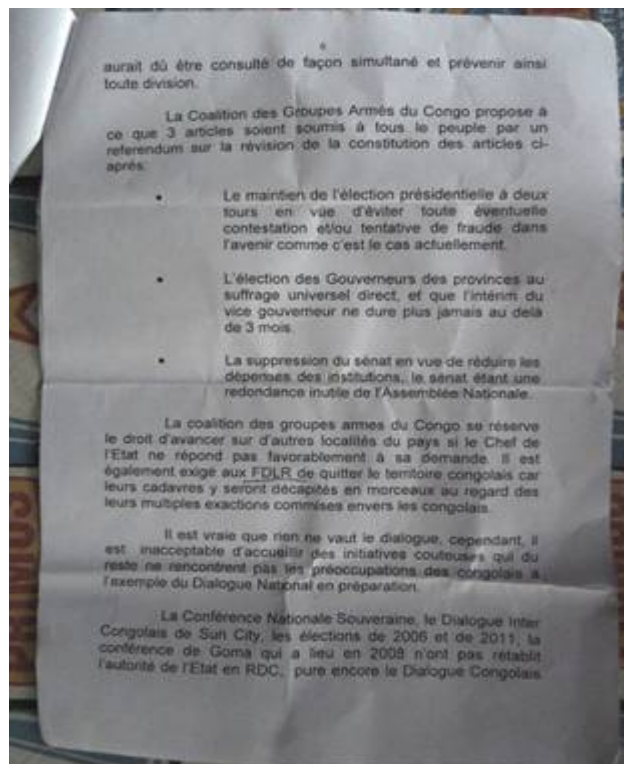 6
aurait dû être consulté de façon simultané et prévenir ainsi
toute division.
La Coalition des Groupes Armés du Congo propose à
ce que 3 articles soient soumis à tous le peuple par un
referendum sur la révision de la constitution des articles ci-
après:
• Le maintien de l'élection présidentielle à deux
tours en vue d'éviter toute éventuelle
contestation et/ou tentative de fraude dans
l'avenir comme c'est le cas actuellement.
• L'élection des Gouverneurs des provinces au
suffrage universel direct, et que l'intérim du
vice gouverneur ne dure plus jamais au delà
de 3 mois.
• La suppression du sénat en vue de réduire les
dépenses des institutions, le sénat étant une
redondance inutile de l'Assemblée Nationale.
La coalition des groupes armes du Congo se réserve
le droit d'avancer sur d'autres localités du pays si le Chef de
l'Etat ne répond pas favorablement à sa demande. Il est
également exigé aux FDLR de quitter le territoire congolais car
leurs cadavres y seront décapités en morceaux au regard des
leurs multiples exactions commises envers les congolais.
Il est vraie que rien ne vaut le dialogue, cependant, il
est inacceptable d'accueillir des initiatives couteuses qui du
reste ne rencontrent pas les préoccupations des congolais a
l'exemple du Dialogue National en préparation.
La Conférence Nationale Souveraine, le Dialogue Inter
Congolais de Sun City, les élections de 2006 et de 2011, la
conférence de Goma qui a lieu en 2008 n'ont pas rétablit
l'autorité de l'Etat en RDC, pure encore le Dialogue Congolais
PRIMUS